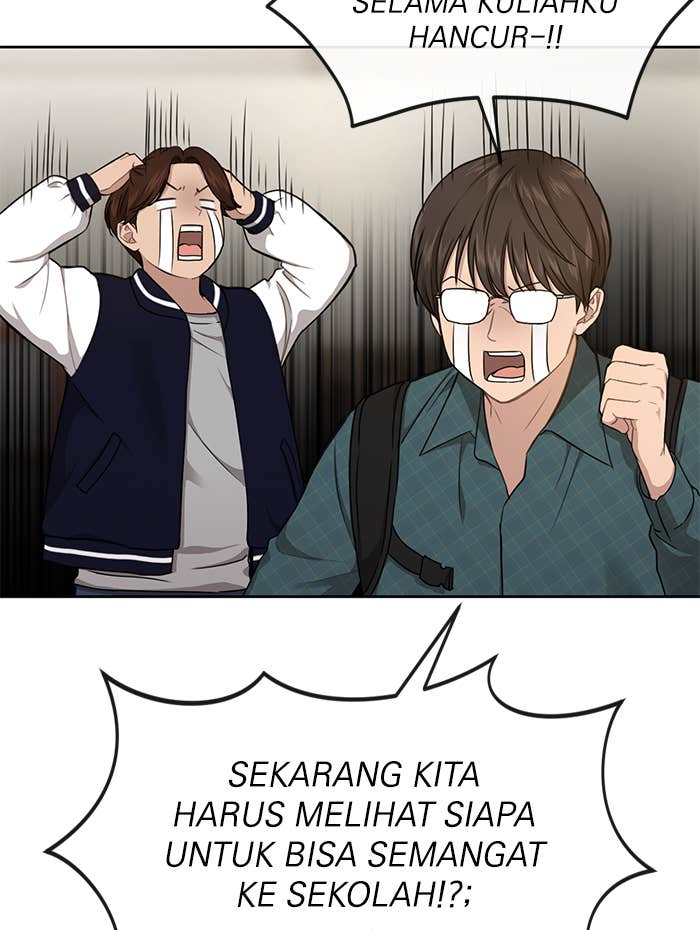 SELAMA KULIAHKU
HANCUR-!!
SEKARANG KITA
HARUS MELIHAT SIAPA
UNTUK BISA SEMANGAT
KE SEKOLAH!?;